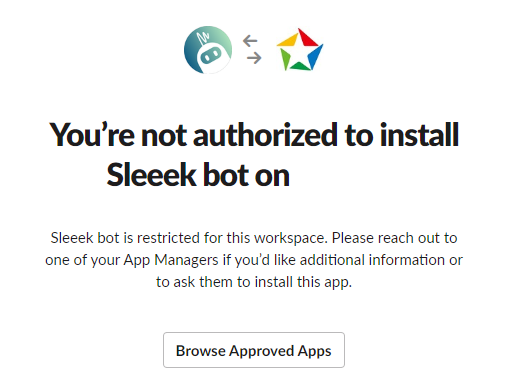 You're not authorized to install
Sleeek bot on
Sleeek bot is restricted for this workspace. Please reach out to
one of your App Managers if you'd like additional information or
to ask them to install this app.
Browse Approved Apps